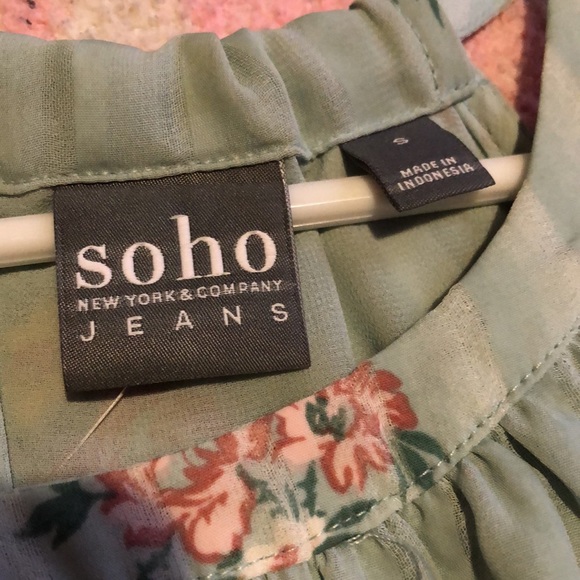 soho
NEW YORK & COMPANY
JEANS
S
MADE IN
INDONESIA